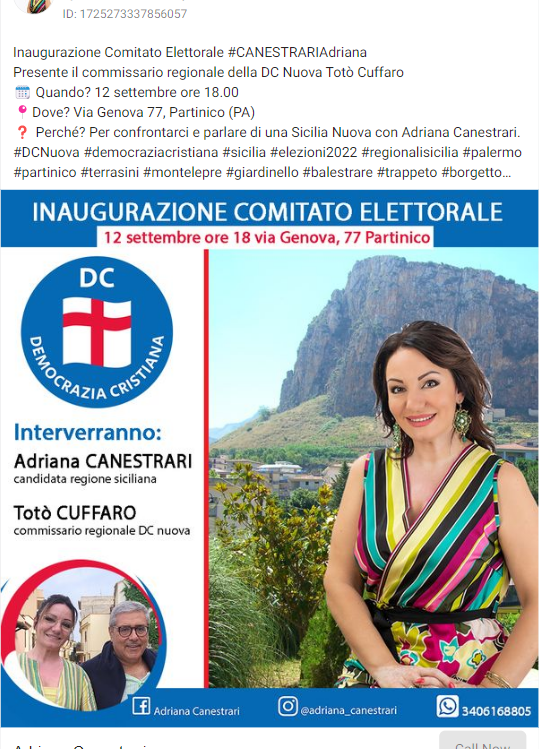 ID: 1725273337856057
Inaugurazione Comitato Elettorale #CANESTRARIAdriana
Presente il commissario regionale della DC Nuova Totò Cuffaro
🗓️ Quando? 12 settembre ore 18.00
📍 Dove? Via Genova 77, Partinico (PA)
❓ Perché? Per confrontarci e parlare di una Sicilia Nuova con Adriana Canestrari.
#DCNuova #democraziacristiana #sicilia #elezioni2022 #regionalisicilia #palermo
#partinico #terrasini #montelepre #giardinello #balestrare #trappeto #borgetto...
INAUGURAZIONE COMITATO ELETTORALE
12 settembre ore 18 via Genova, 77 Partinico
DC
DEMOCRAZIA CRISTIANA
Interverranno:
Adriana CANESTRARI
candidata regione siciliana
Totò CUFFARO
commissario regionale DC nuova
Adriana Canestrari
@adriana_canestrari
3406168805
Call Now